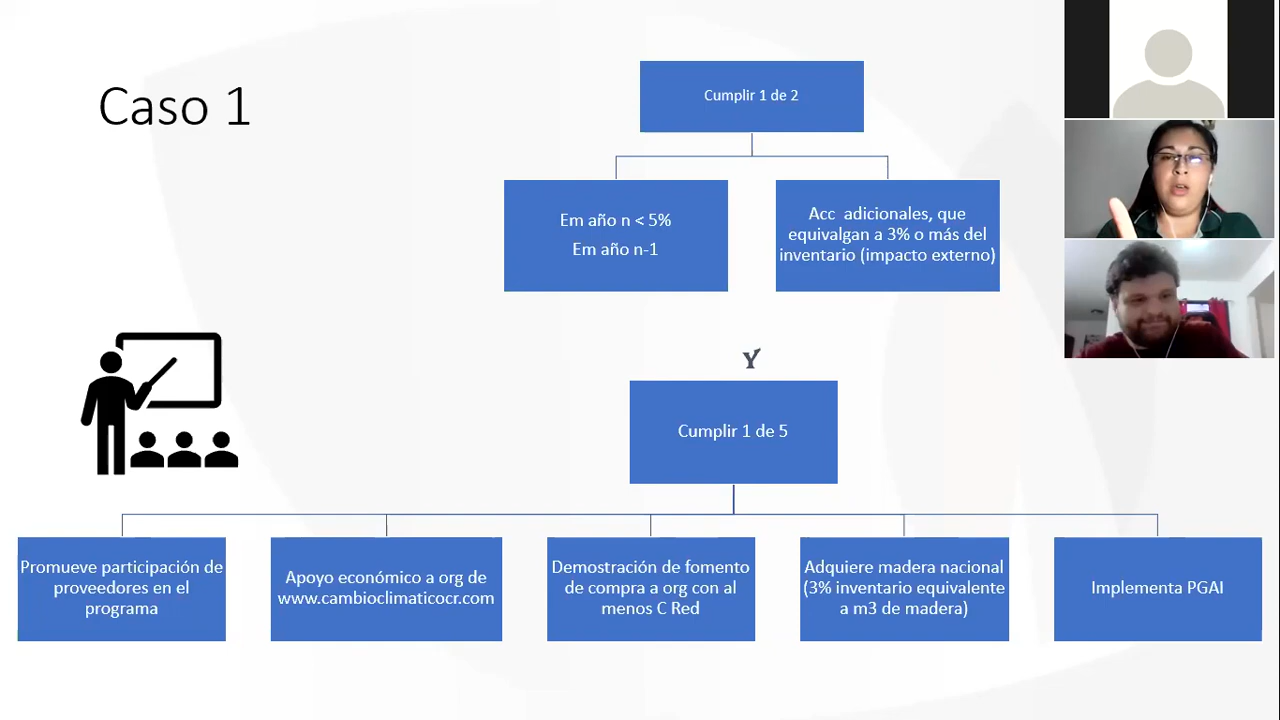 Caso 1
Cumplir 1 de 2
Em año n < 5%
Em año n-1
Acc  adicionales, que
equivalgan a 3% o más del
inventario (impacto externo)
Y
Cumplir 1 de 5
Promueve participación de
proveedores en el
programa
Apoyo económico a org de
www.cambioclimaticocr.com
Demostración de fomento
de compra a org con al
menos C Red
Adquiere madera nacional
(3% inventario equivalente
a m3 de madera)
Implementa PGAI